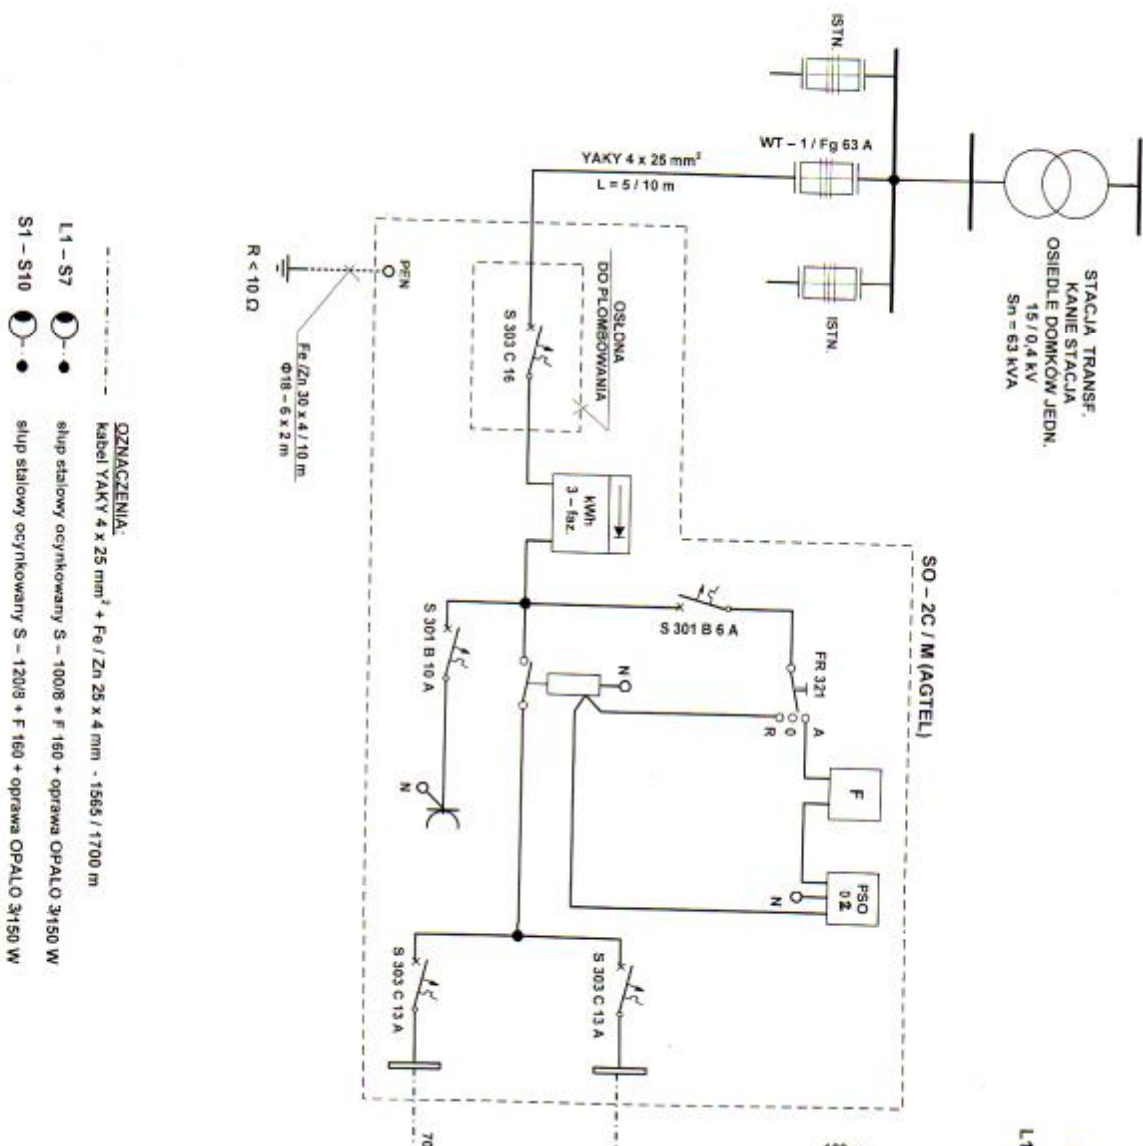 STACJA TRANSF.
KANIE STACJA
OSIEDLE DOMKÓW JEDN.
15 / 0,4 kV
Sn = 63 kVA
ISTN.
WT – 1 / Fg 63 A
ISTN.
YAKY 4 x 25 mm²
L = 5 / 10 m
SO – 2C / M (AGTEL)
OSŁONA
DO PLOMBOWANIA
S 303 C 16
PEN
Fe /Zn 30 x 4 / 10 m
Φ18 – 6 x 2 m
R < 10 Ω
kWh
3 – faz.
S 301 B 6 A
FR 321
A
0
R
F
PSO
02
N
N
S 301 B 10 A
N
S 303 C 13 A
S 303 C 13 A
70
L1
OZNACZENIA:
kabel YAKY 4 x 25 mm² + Fe / Zn 25 x 4 mm - 1565 / 1700 m
L1 – S7
słup stalowy ocynkowany S – 100/8 + F 160 + oprawa OPALO 3/150 W
S1 – S10
słup stalowy ocynkowany S – 120/8 + F 160 + oprawa OPALO 3/150 W